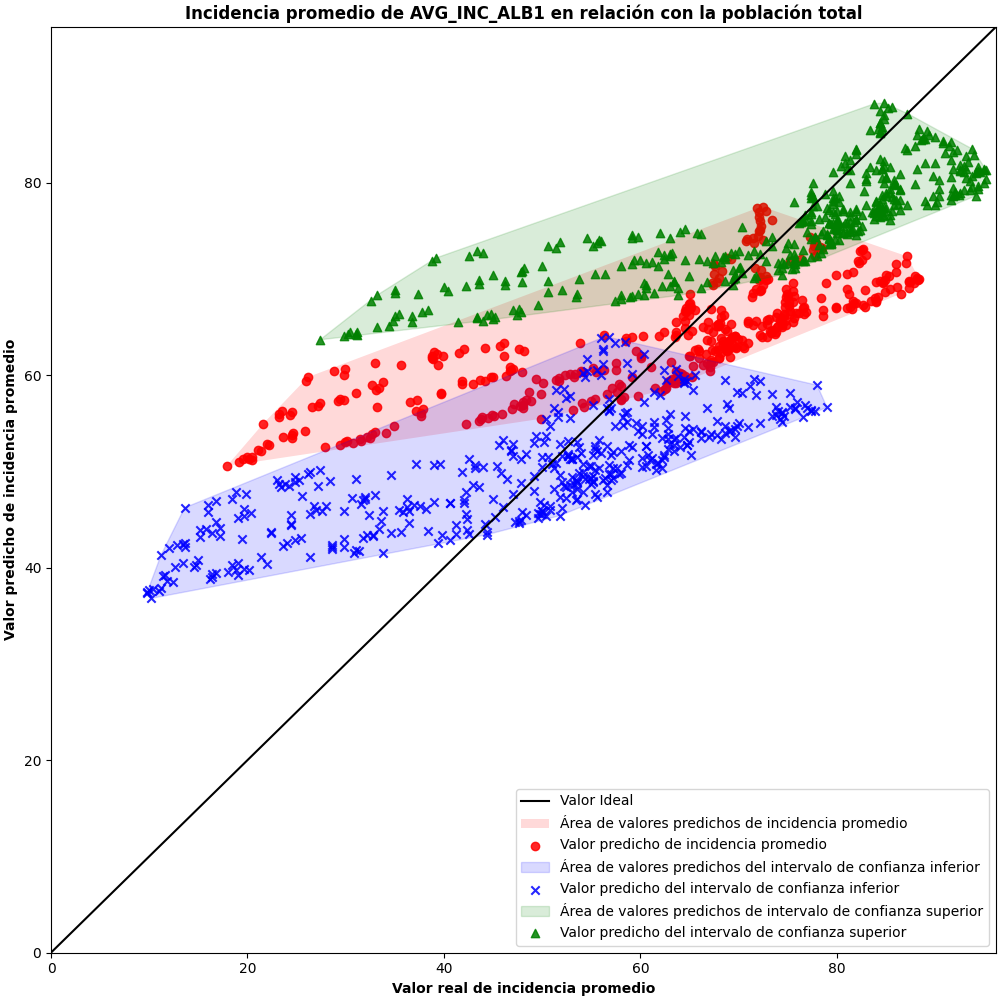 Incidencia promedio de AVG_INC_ALB1 en relación con la población total
Valor predicho de incidencia promedio
80
60
40
20
0
0 20 40 60 80
Valor real de incidencia promedio
Valor Ideal
Área de valores predichos de incidencia promedio
Valor predicho de incidencia promedio
Área de valores predichos del intervalo de confianza inferior
Valor predicho del intervalo de confianza inferior
Área de valores predichos de intervalo de confianza superior
Valor predicho del intervalo de confianza superior